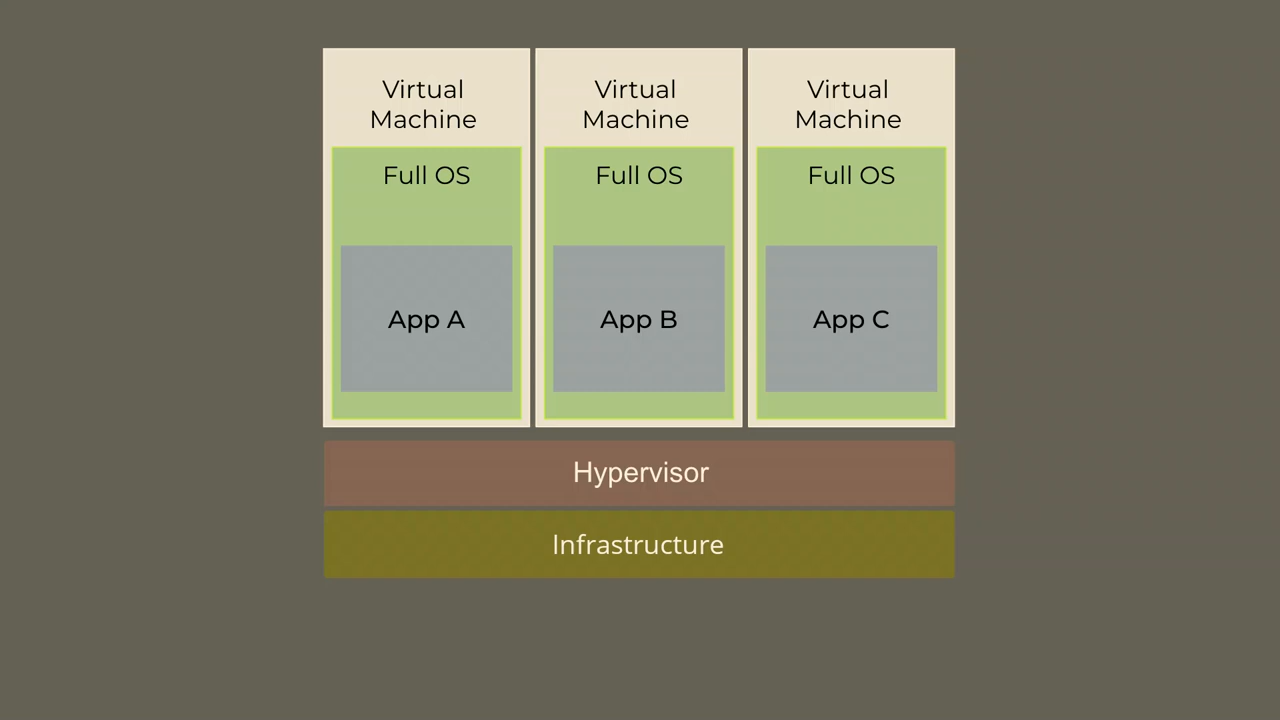 Virtual
Machine
Full OS
App A
Virtual
Machine
Full OS
App B
Virtual
Machine
Full OS
App C
Hypervisor
Infrastructure